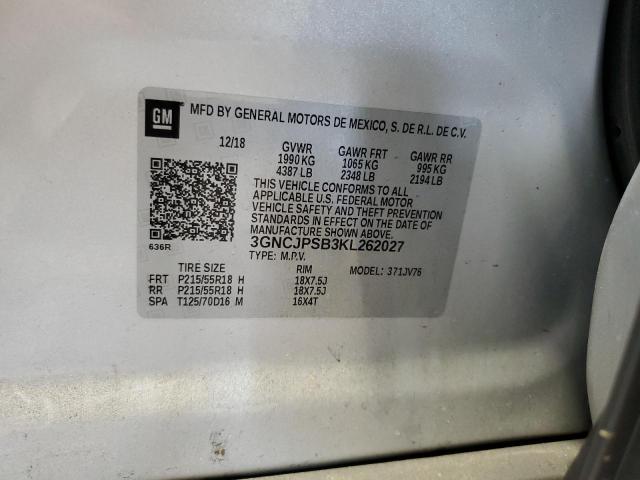 GM
MFD BY GENERAL MOTORS DE MEXICO, S. DE R.L. DE C.V.
12/18 GVWR GAWR FRT GAWR RR
1990 KG 1065 KG 995 KG
4387 LB 2348 LB 2194 LB
THIS VEHICLE CONFORMS TO ALL
APPLICABLE U.S. FEDERAL MOTOR
VEHICLE SAFETY AND THEFT PREVENTION
STANDARDS IN EFFECT ON THE DATE OF
MANUFACTURE SHOWN ABOVE.
636R 3GNCJPSB3KL262027
TYPE: M.P.V. MODEL: 371JV76
TIRE SIZE RIM
FRT P215/55R18 H 18X7.5J
RR P215/55R18 H 18X7.5J
SPA T125/70D16 M 16X4T